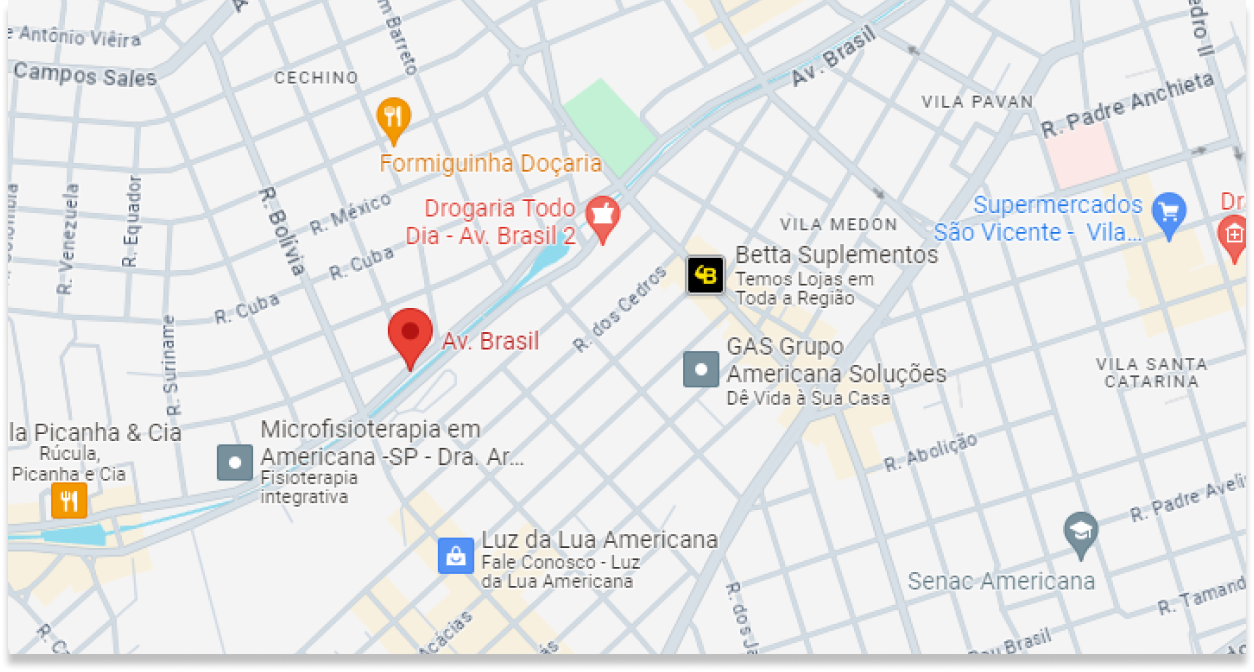 Antônio Vieira
Campos Sales
CECHINO
Barreto
Av. Brasil
edro II
VILA PAVAN
R. Padre Anchieta
Formiguinha Doçaria
R. Venezuela
R. Equador
R. Bolívia
R. México
R. Cuba
R. Cuba
Drogaria Todo
Dia - Av. Brasil 2
VILA MEDON
Supermercados
São Vicente - Vila...
Dr
Betta Suplementos
Temos Lojas em
Toda a Região
R. dos Cedros
Av. Brasil
R. Suriname
GAS Grupo
Americana Soluções
Dê Vida à Sua Casa
VILA SANTA
CATARINA
la Picanha & Cia
Rúcula,
Picanha e Cia
Microfisioterapia em
Americana -SP - Dra. Ar...
Fisioterapia
integrativa
R. Abolição
R. Padre Aveli
Luz da Lua Americana
Fale Conosco - Luz
da Lua Americana
Senac Americana
R. Tamand
R. dos Ja
Acácias
Brasil